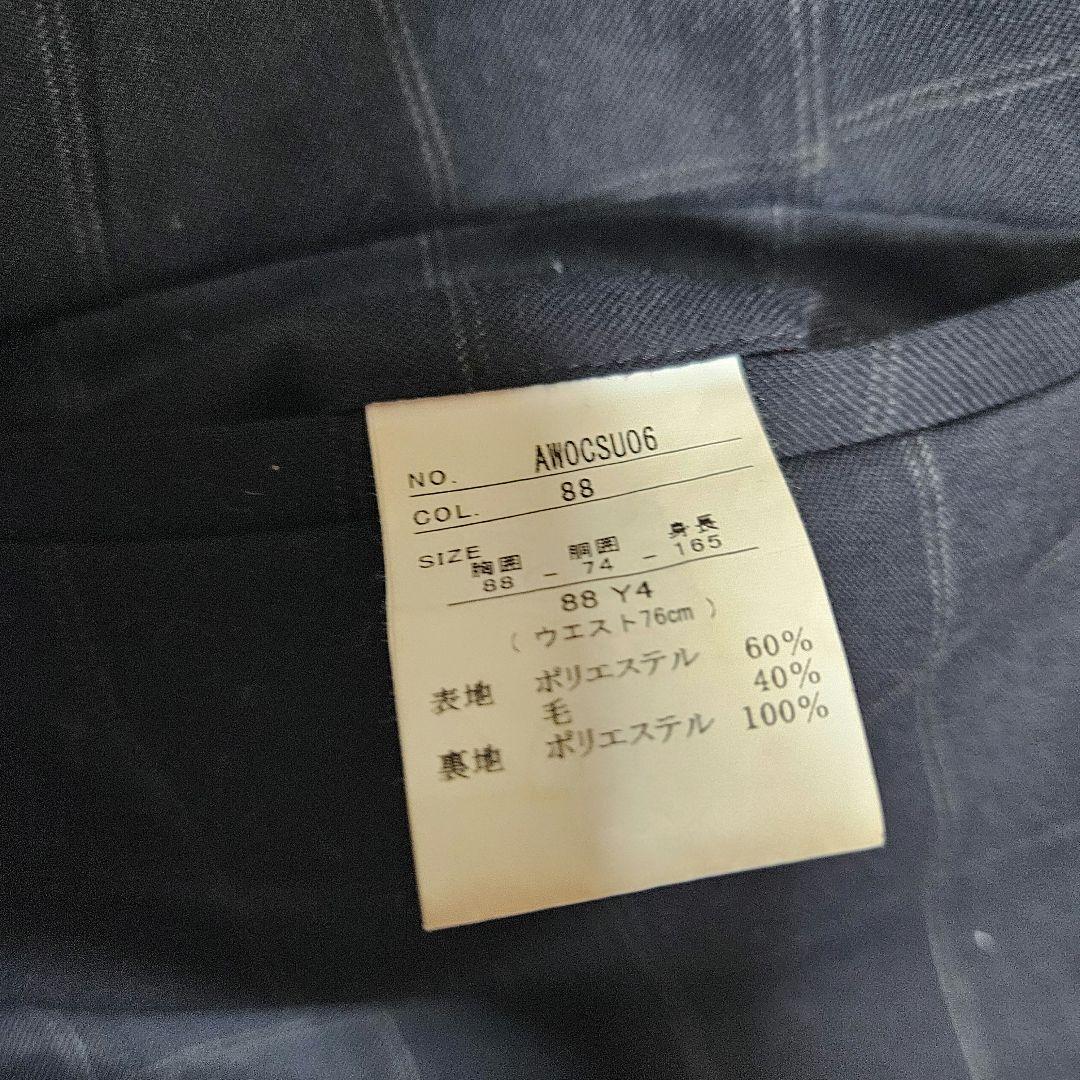 NO. AWOCSU06
COL. 88
SIZE 胸囲 胴囲 身長
88 - 74 - 165
88 Y4
( ウエスト76cm )
表地 ポリエステル 60%
毛 40%
裏地 ポリエステル 100%